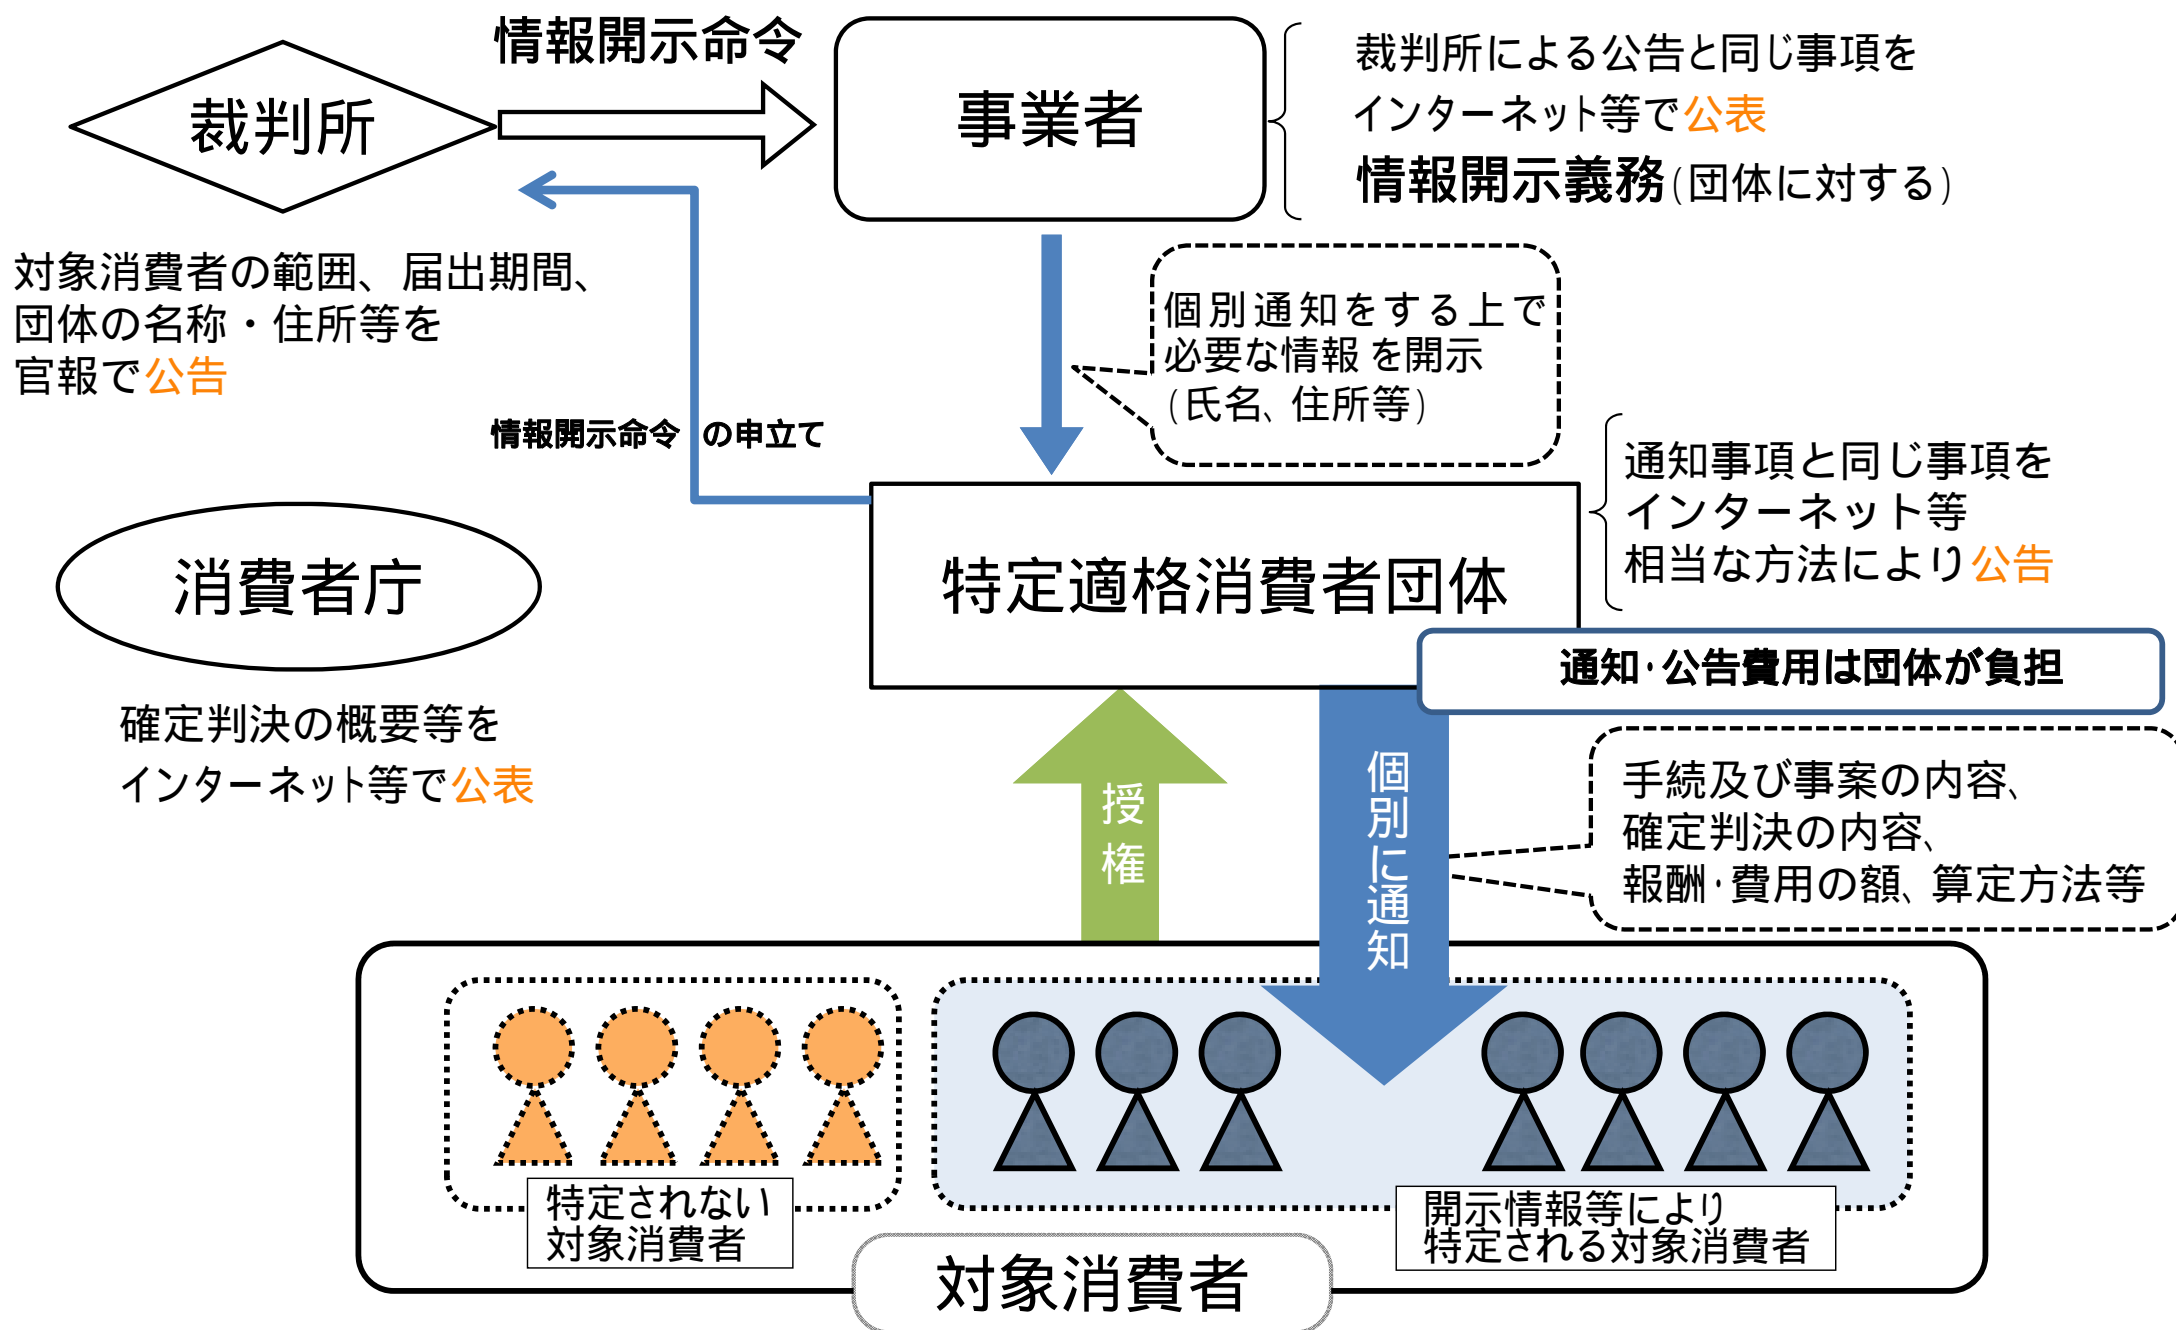 情報開示命令
裁判所
事業者
裁判所による公告と同じ事項を
インターネット等で公表
情報開示義務(団体に対する)
対象消費者の範囲、届出期間、
団体の名称・住所等を
官報で公告
個別通知をする上で
必要な情報を開示
(氏名、住所等)
情報開示命令の申立て
通知事項と同じ事項を
インターネット等
相当な方法により公告
消費者庁
特定適格消費者団体
通知・公告費用は団体が負担
確定判決の概要等を
インターネット等で公表
授権
個別に通知
手続及び事案の内容、
確定判決の内容、
報酬・費用の額、算定方法等
特定されない
対象消費者
開示情報等により
特定される対象消費者
対象消費者